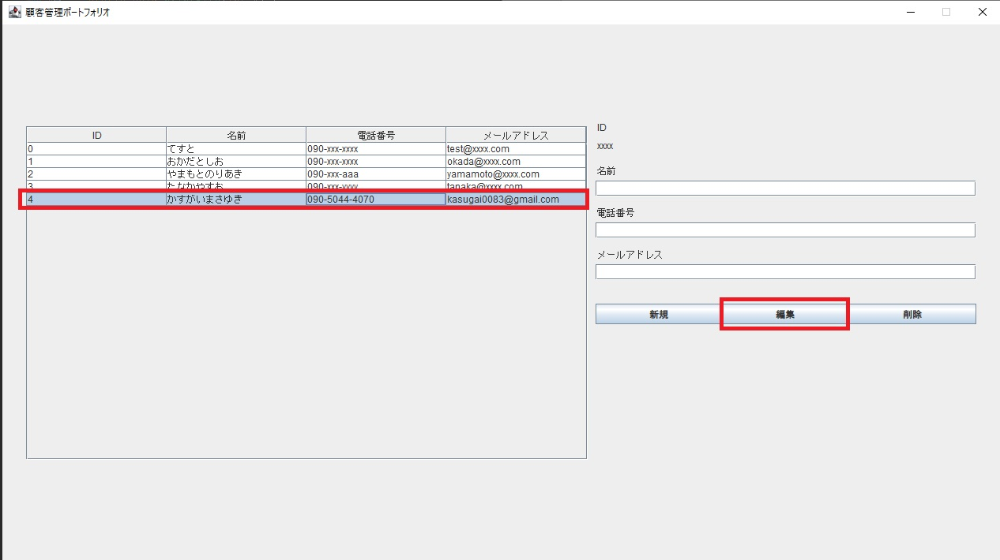 顧客管理ポートフォリオ
ID 名前 電話番号 メールアドレス
0 てすと 090-xxx-xxxx test@xxxx.com
1 おかだとしお 090-xxx-xxxx okada@xxxx.com
2 やまもとのりあき 090-xxx-aaa yamamoto@xxxx.com
3 たなかやすお 090-xxx-yyyy tanaka@xxxx.com
4 かすがいまさゆき 090-5044-4070 kasugai0083@gmail.com
ID
xxxx
名前
電話番号
メールアドレス
新規 編集 削除